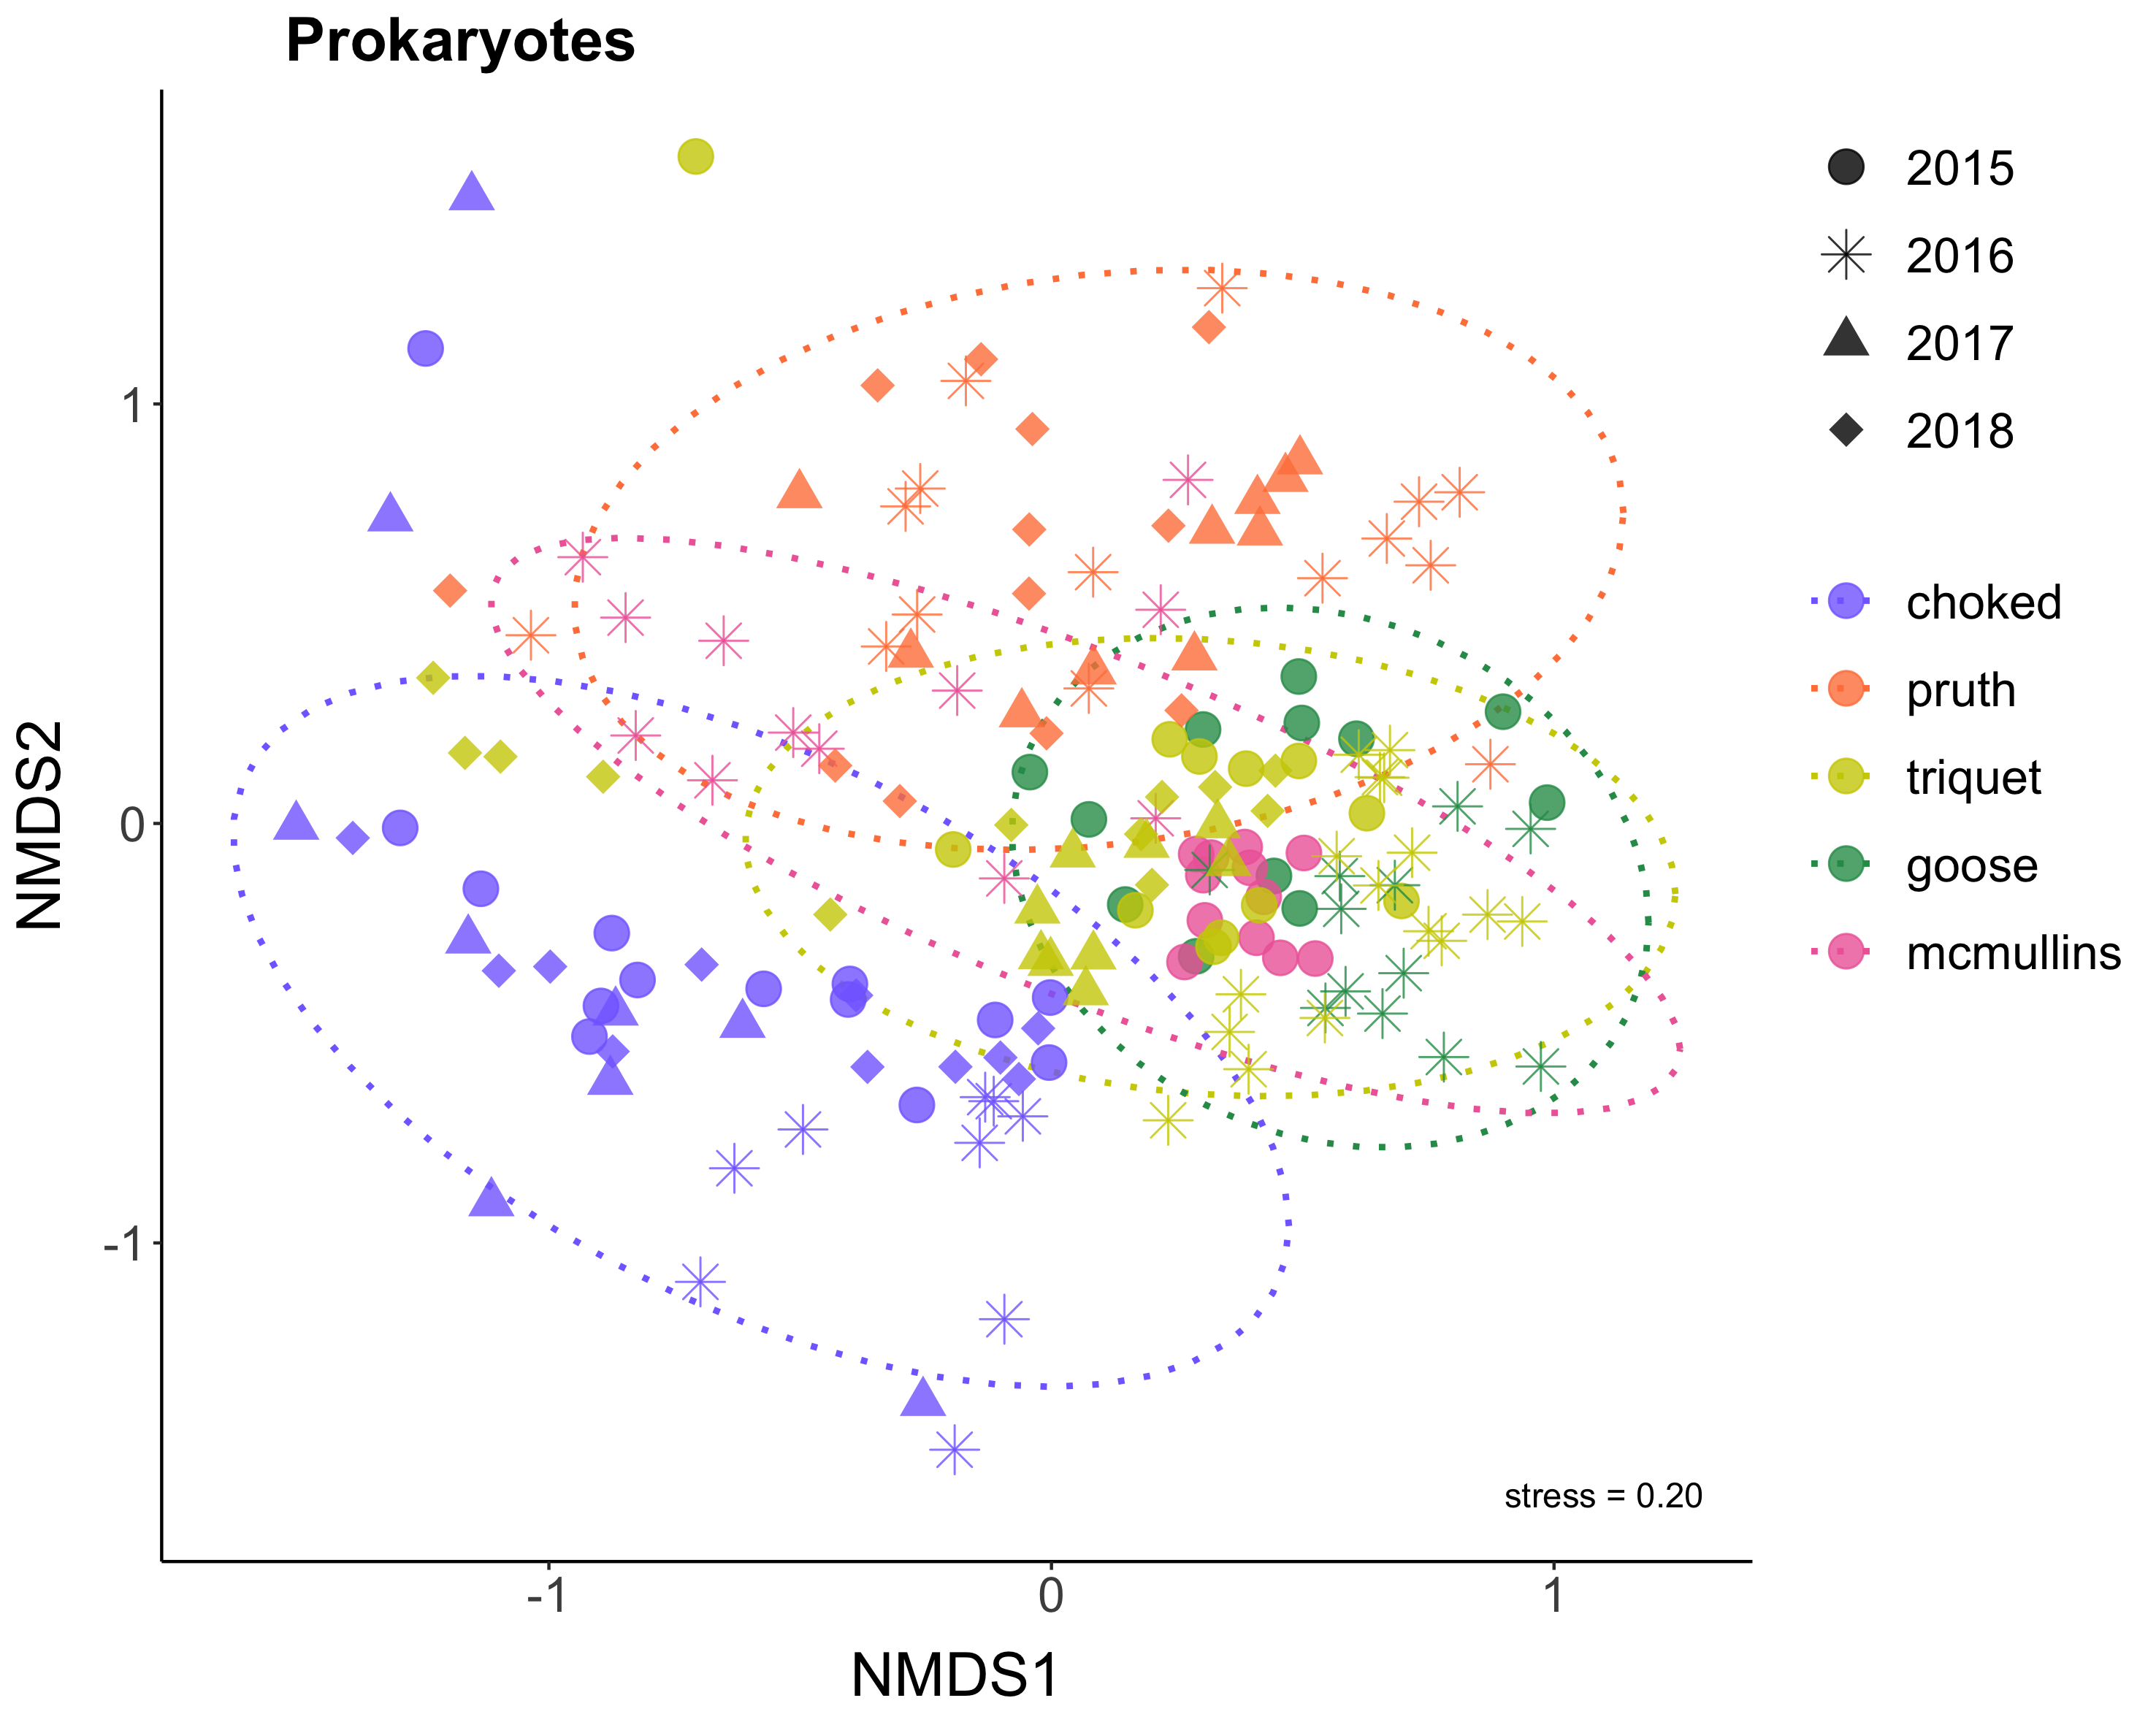 Prokaryotes
2015
2016
2017
2018
choked
pruth
triquet
goose
mcmullins
NMDS2
1
0
-1
stress = 0.20
-1
0
1
NMDS1